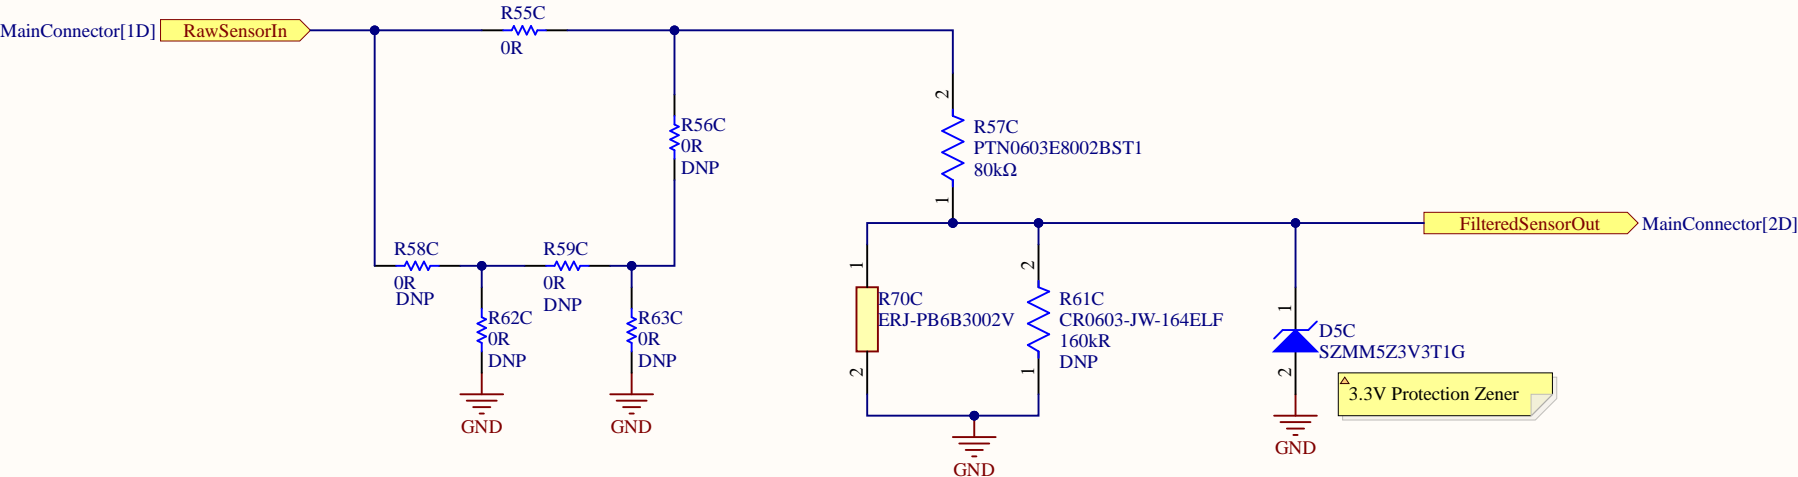 MainConnector[1D]
RawSensorIn
R55C
0R
R56C
0R
DNP
2
R57C
PTN0603E8002BST1
80kΩ
1
FilteredSensorOut
MainConnector[2D]
R58C
0R
DNP
R59C
0R
DNP
R62C
0R
DNP
GND
R63C
0R
DNP
GND
1
R70C
ERJ-PB6B3002V
2
2
R61C
CR0603-JW-164ELF
160kR
DNP
1
GND
1
D5C
SZMM5Z3V3T1G
2
3.3V Protection Zener
GND